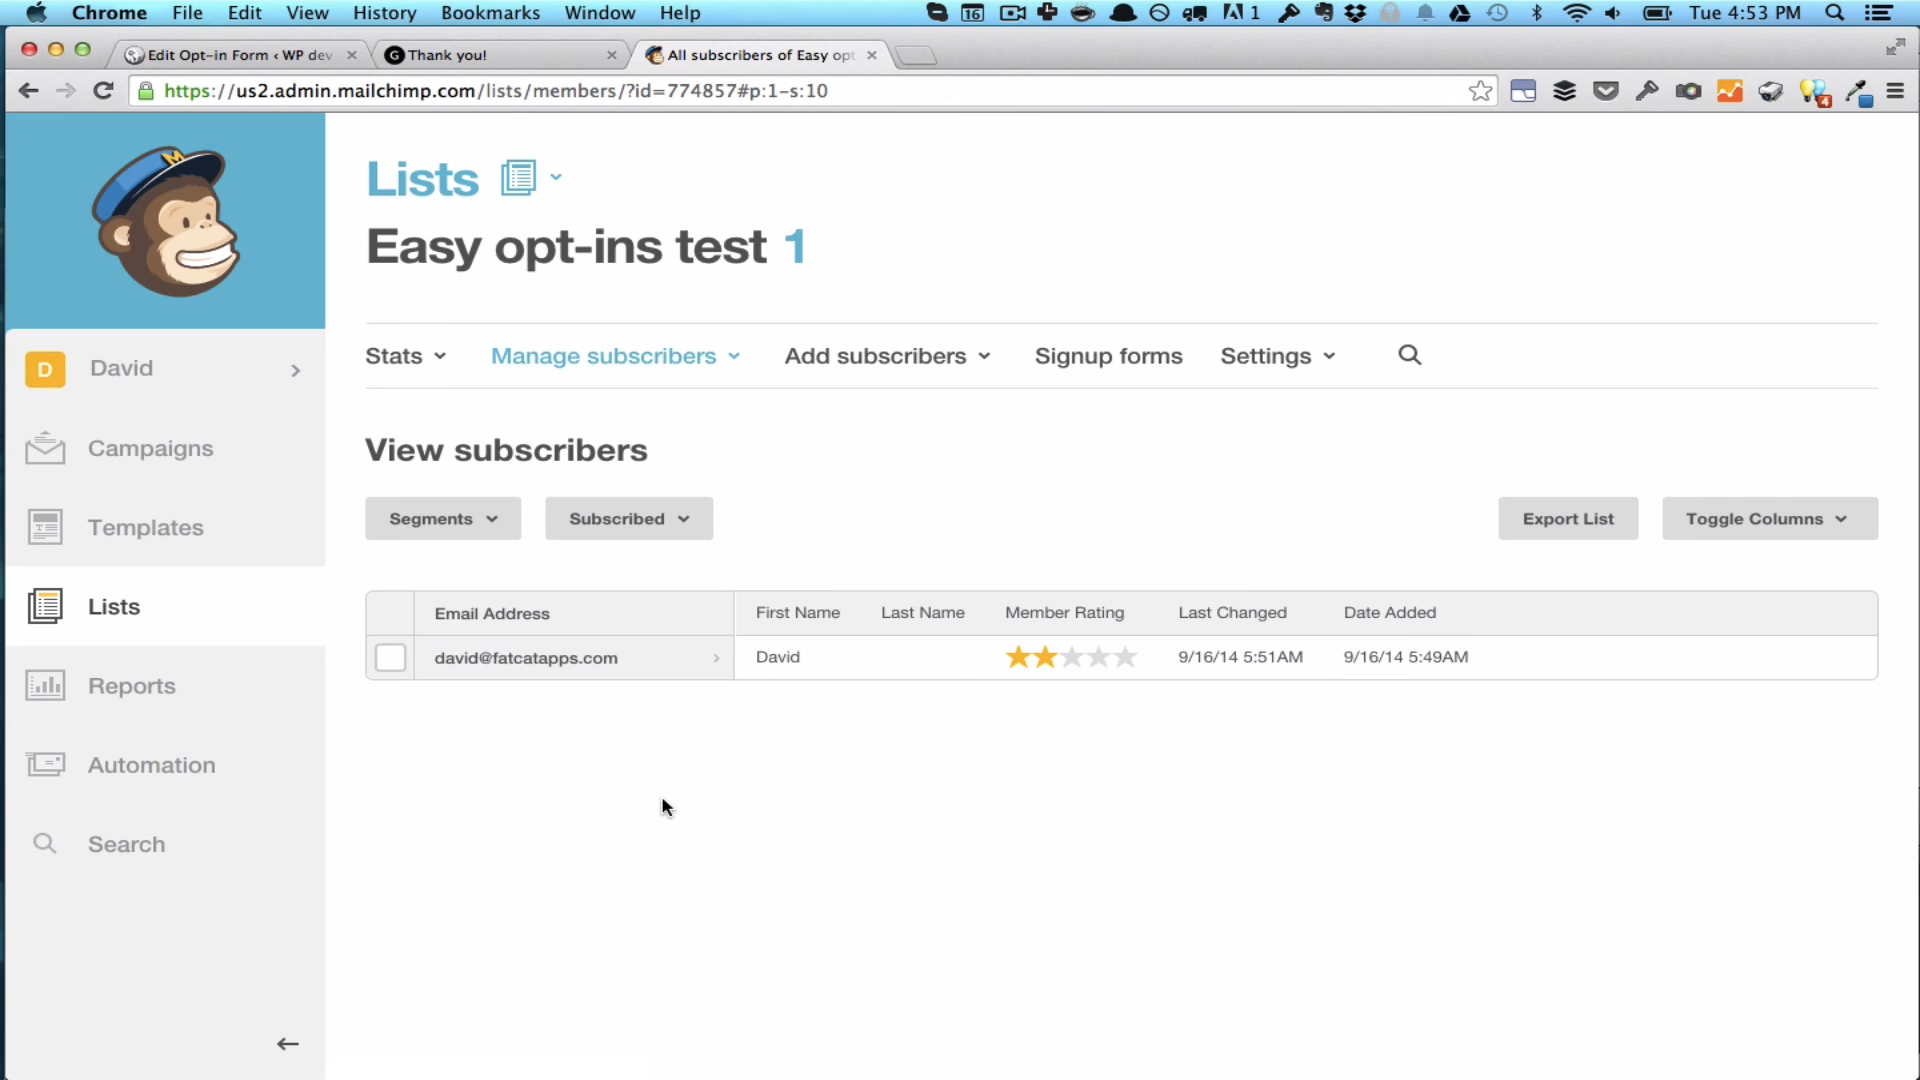 Chrome File Edit View History Bookmarks Window Help 16 1 Tue 4:53 PM
Edit Opt-in Form ‹ WP dev Thank you! All subscribers of Easy opt
https://us2.admin.mailchimp.com/lists/members/?id=774857#p:1-s:10 4
Lists
Easy opt-ins test 1
D David
Campaigns
Templates
Lists
Reports
Automation
Search
Stats Manage subscribers Add subscribers Signup forms Settings
View subscribers
Segments Subscribed Export List Toggle Columns
Email Address First Name Last Name Member Rating Last Changed Date Added
david@fatcatapps.com David 9/16/14 5:51AM 9/16/14 5:49AM